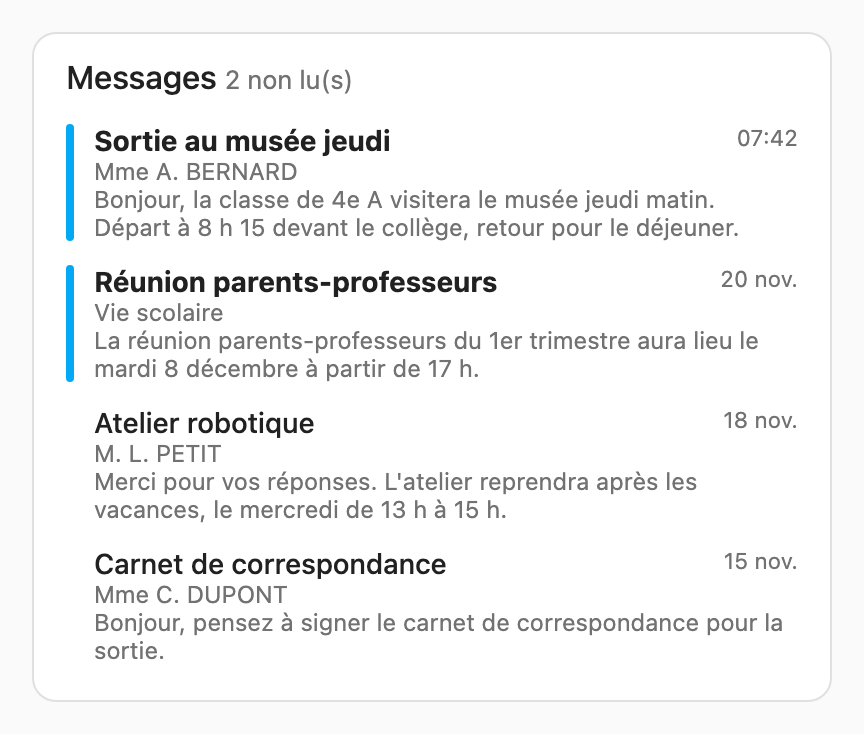 Messages 2 non lu(s)
Sortie au musée jeudi 07:42
Mme A. BERNARD
Bonjour, la classe de 4e A visitera le musée jeudi matin.
Départ à 8 h 15 devant le collège, retour pour le déjeuner.
Réunion parents-professeurs 20 nov.
Vie scolaire
La réunion parents-professeurs du 1er trimestre aura lieu le
mardi 8 décembre à partir de 17 h.
Atelier robotique 18 nov.
M. L. PETIT
Merci pour vos réponses. L'atelier reprendra après les
vacances, le mercredi de 13 h à 15 h.
Carnet de correspondance 15 nov.
Mme C. DUPONT
Bonjour, pensez à signer le carnet de correspondance pour la
sortie.